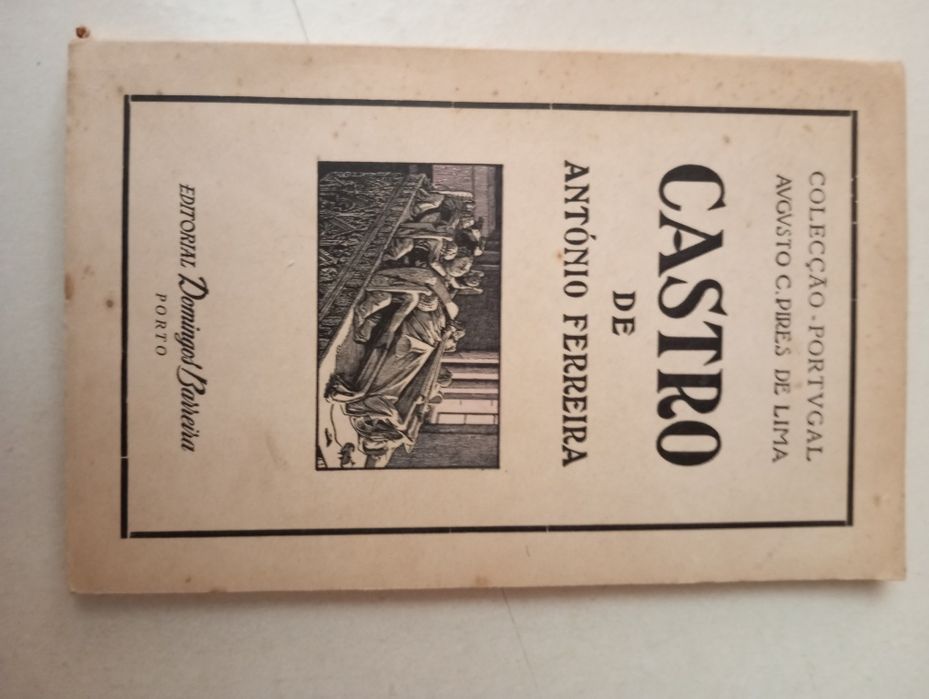 COLECÇÃO - PORTVGAL
AVGVSTO C. PIRES DE LIMA
CASTRO
DE
ANTÓNIO FERREIRA
EDITORIAL Domingos Barreira
PORTO